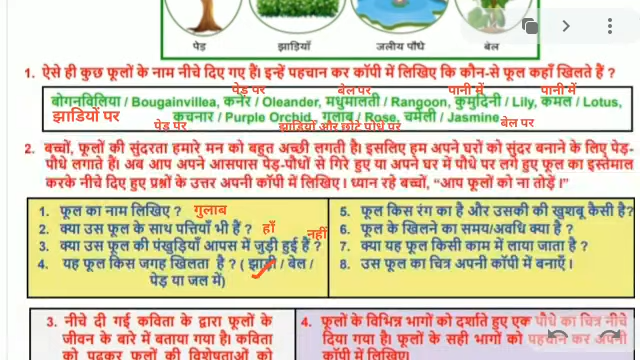 पेड़ झाड़ियाँ जलीय पौधे बेल
1. ऐसे ही कुछ फूलों के नाम नीचे दिए गए हैं। इन्हें पहचान कर कॉपी में लिखिए कि कौन-से फूल कहाँ खिलते हैं ?
पेड़ पर बेल पर पानी में पानी में
बोगनविलिया / Bougainvillea, कनेर / Oleander, मधुमालती / Rangoon, कुमुदिनी / Lily, कमल / Lotus,
झाडियों पर कचनार / Purple Orchid, गुलाब / Rose, चमेली / Jasmine बेल पर
पेड़ पर झाडियों और छोटे पौधे पर
2. बच्चों, फूलों की सुंदरता हमारे मन को बहुत अच्छी लगती है। इसलिए हम अपने घरों को सुंदर बनाने के लिए पेड़-
पौधे लगाते हैं। अब आप अपने आसपास पेड़-पौधों से गिरे हुए या अपने घर में पौधे पर लगे हुए फूल का इस्तेमाल
करके नीचे दिए हुए प्रश्नों के उत्तर अपनी कॉपी में लिखिए। ध्यान रहे बच्चों, “आप फूलों को ना तोड़ें।”
1. फूल का नाम लिखिए ? गुलाब
2. क्या उस फूल के साथ पत्तियाँ भी हैं ? हाँ
3. क्या उस फूल की पंखुड़ियाँ आपस में जुड़ी हुई हैं ? नहीं
4. यह फूल किस जगह खिलता है ? ( झाड़ी / बेल /
पेड़ या जल में)
5. फूल किस रंग का है और उसकी की खुशबू कैसी है?
6. फूल के खिलने का समय/अवधि क्या है ?
7. क्या यह फूल किसी काम में लाया जाता है ?
8. उस फूल का चित्र अपनी कॉपी में बनाएँ।
3. नीचे दी गई कविता के द्वारा फूलों के
जीवन के बारे में बताया गया है। कविता
को पढ़कर फूलों की विशेषताओं को
4. फूलों के विभिन्न भागों को दर्शाते हुए एक पौधे का चित्र नीचे
दिया गया है। फूलों के सही भागों को पहचान कर अपनी
कॉपी में लिखिए।